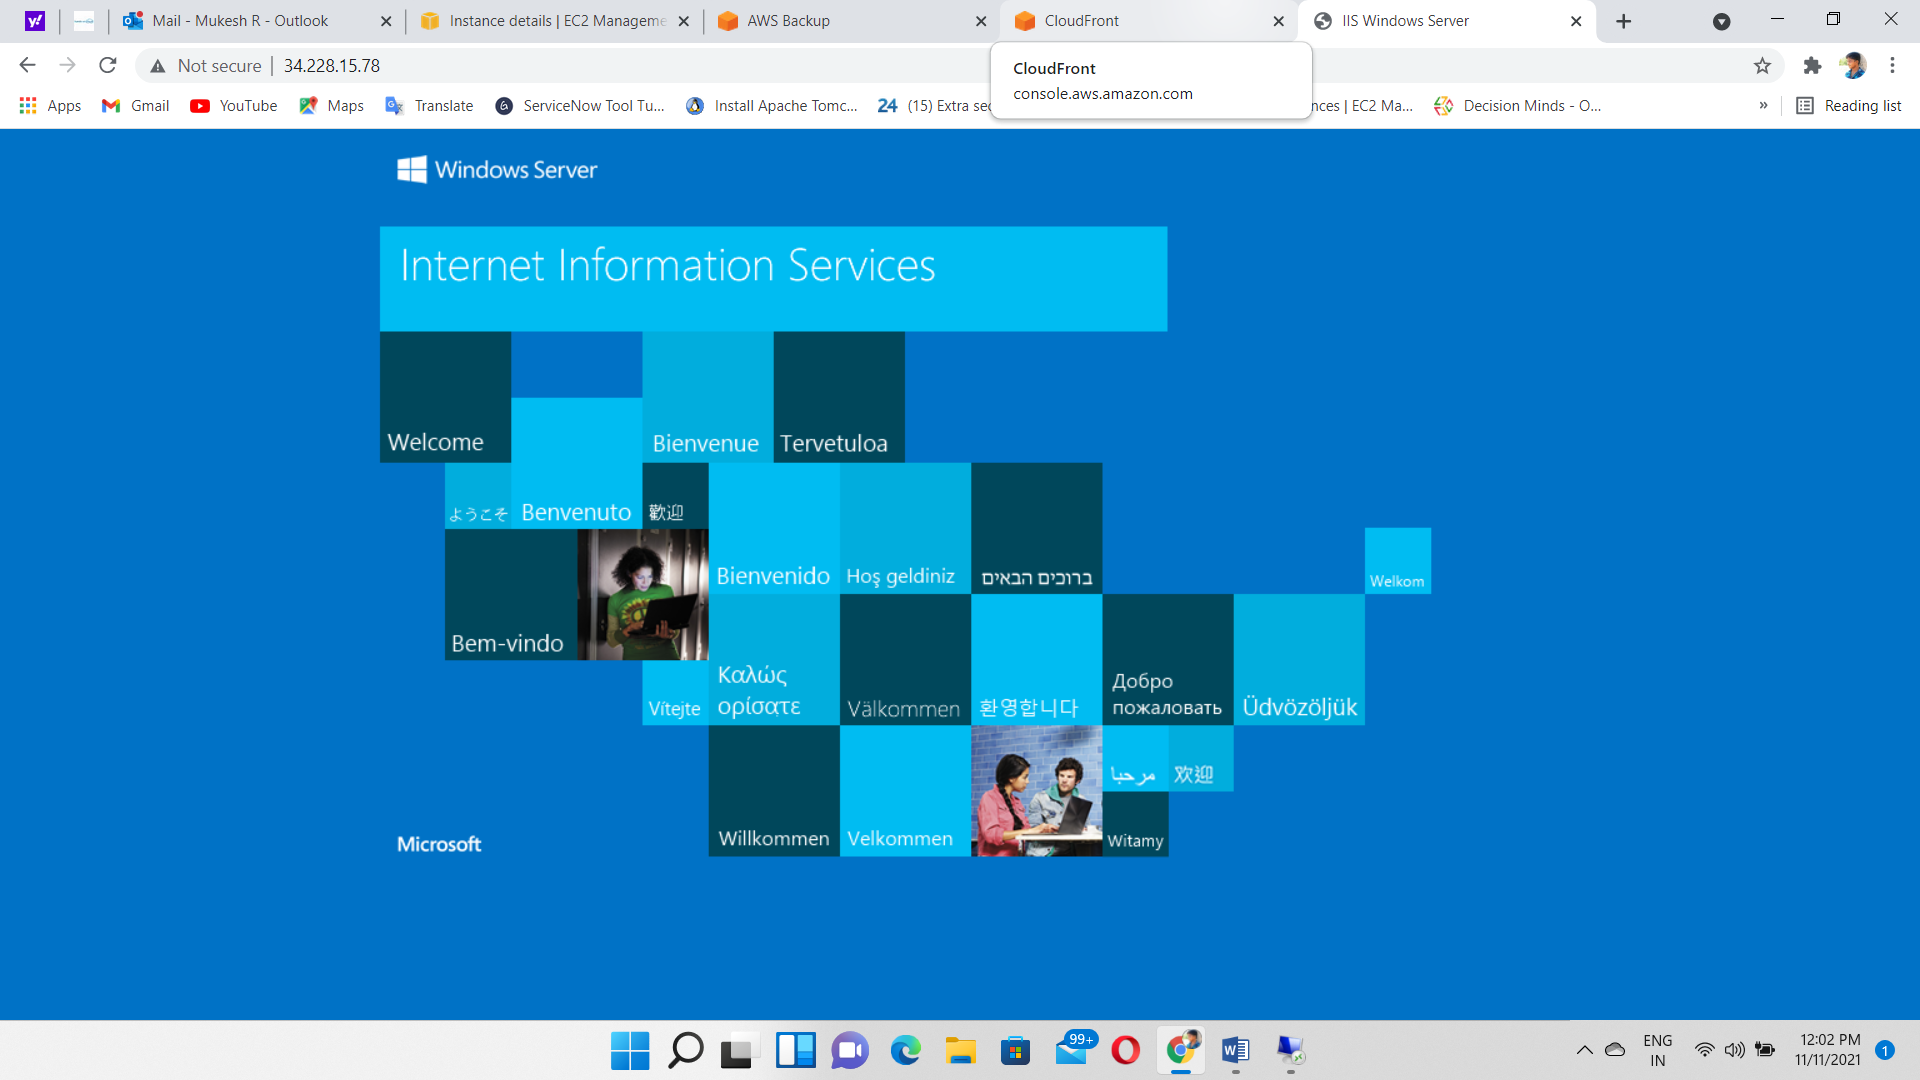 Mail - Mukesh R - Outlook
Instance details | EC2 Manageme
AWS Backup
CloudFront
IIS Windows Server
Not secure
34.228.15.78
CloudFront
console.aws.amazon.com
Apps
Gmail
YouTube
Maps
Translate
ServiceNow Tool Tu...
Install Apache Tomc...
24
(15) Extra sec
nces | EC2 Ma...
Decision Minds - O...
»
Reading list
Windows Server
Internet Information Services
Welcome
Bienvenue
Tervetuloa
ようこそ
Benvenuto
歡迎
Bienvenido
Hoş geldiniz
ברוכים הבאים
Welkom
Bem-vindo
Vítejte
Καλώς
ορίσατε
Välkommen
환영합니다
Добро
пожаловать
Üdvözöljük
Willkommen
Velkommen
مرحبا
欢迎
Witamy
Microsoft
99+
ENG
IN
12:02 PM
11/11/2021
1